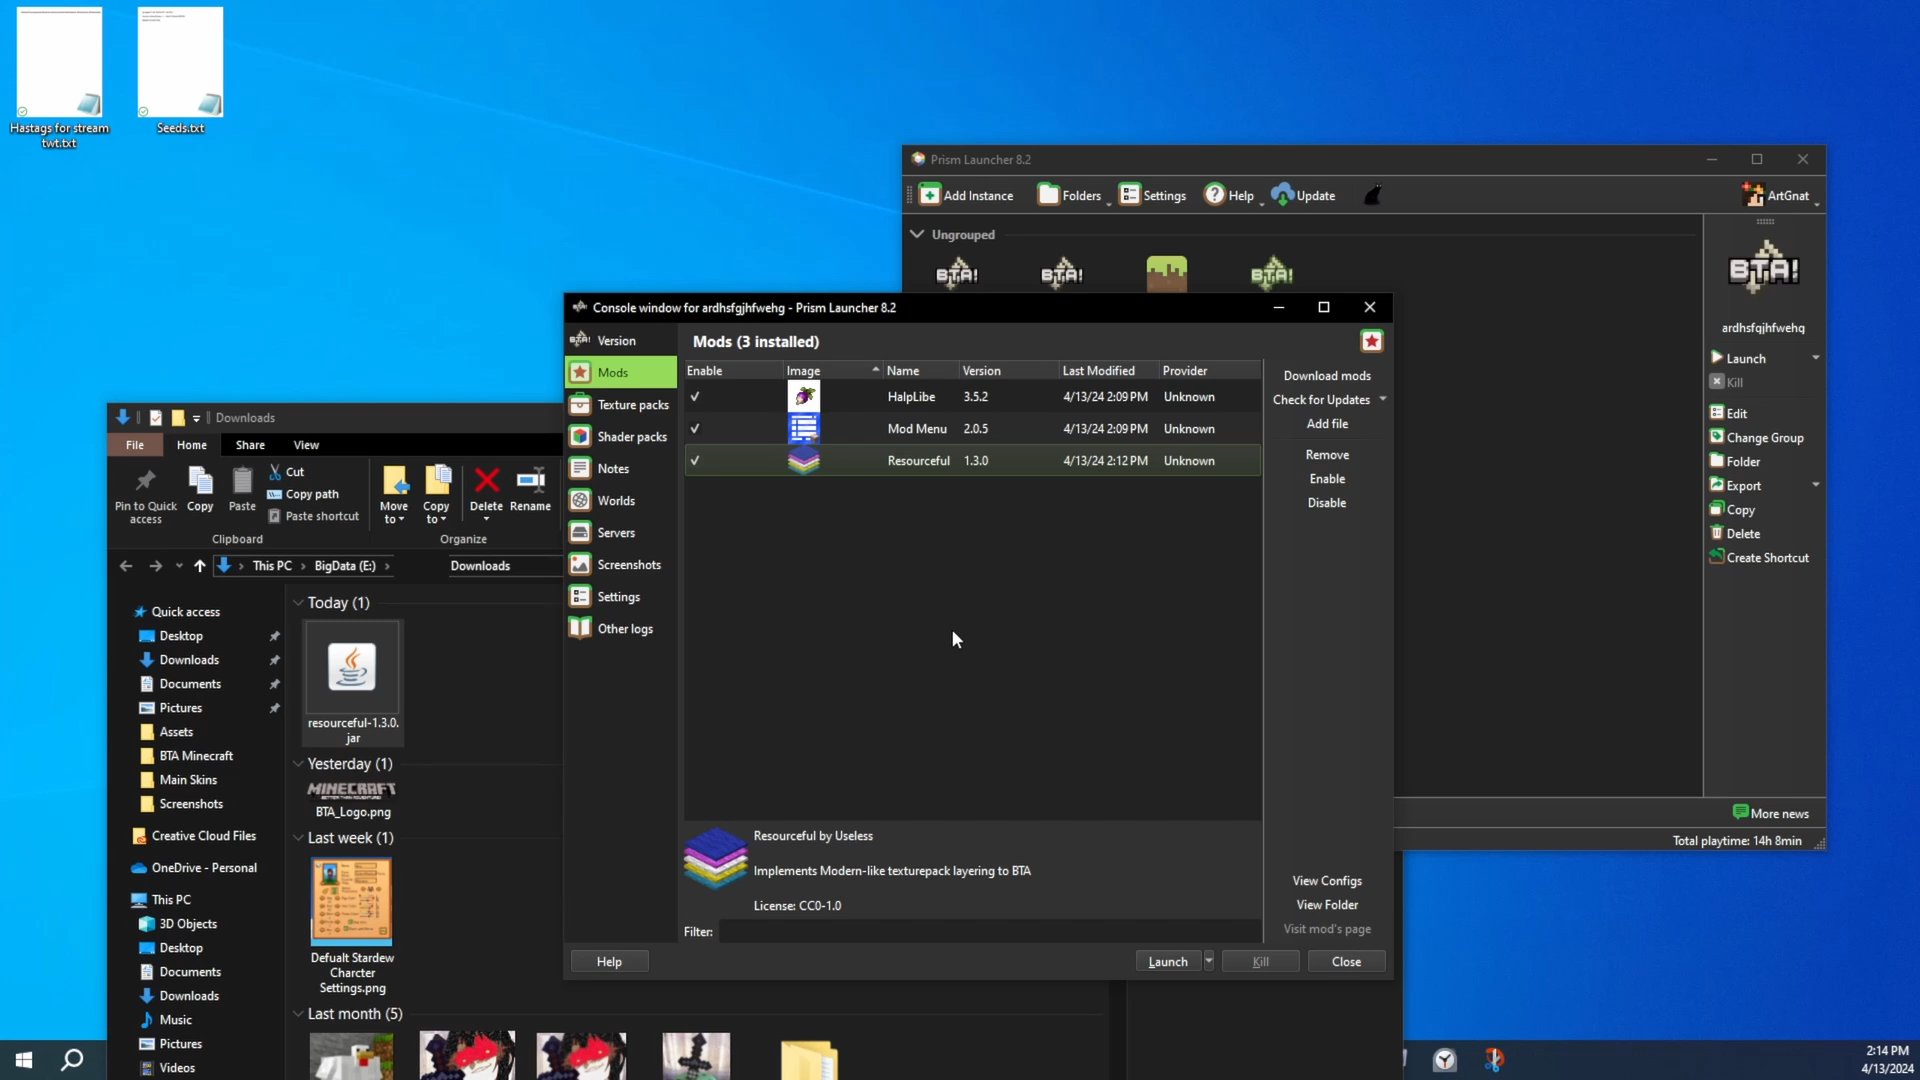 Hastags for stream
twt.txt
Seeds.txt
Prism Launcher 8.2
Add Instance
Folders
Settings
Help
Update
ArtGnat
Ungrouped
BTA!
BTA!
BTA!
BTA!
ardhsfgjhfwehg
Launch
Kill
Edit
Change Group
Folder
Export
Copy
Delete
Create Shortcut
More news
Total playtime: 14h 8min
Console window for ardhsfgjhfwehg - Prism Launcher 8.2
BTA! Version
Mods
Texture packs
Shader packs
Notes
Worlds
Servers
Screenshots
Settings
Other logs
Mods (3 installed)
Enable Image Name Version Last Modified Provider
HalpLibe 3.5.2 4/13/24 2:09 PM Unknown
Mod Menu 2.0.5 4/13/24 2:09 PM Unknown
Resourceful 1.3.0 4/13/24 2:12 PM Unknown
Download mods
Check for Updates
Add file
Remove
Enable
Disable
View Configs
View Folder
Visit mod's page
Resourceful by Useless
Implements Modern-like texturepack layering to BTA
License: CC0-1.0
Filter:
Help
Launch
Kill
Close
Downloads
File Home Share View
Pin to Quick
access
Copy
Paste
Cut
Copy path
Paste shortcut
Clipboard
Move
to
Copy
to
Delete
Rename
Organize
This PC › BigData (E:) ›
Downloads
Quick access
Desktop
Downloads
Documents
Pictures
Assets
BTA Minecraft
Main Skins
Screenshots
Creative Cloud Files
OneDrive - Personal
This PC
3D Objects
Desktop
Documents
Downloads
Music
Pictures
Videos
Today (1)
resourceful-1.3.0.
jar
Yesterday (1)
MINECRAFT
BTA_Logo.png
Last week (1)
Defualt Stardew
Charcter
Settings.png
Last month (5)
2:14 PM
4/13/2024